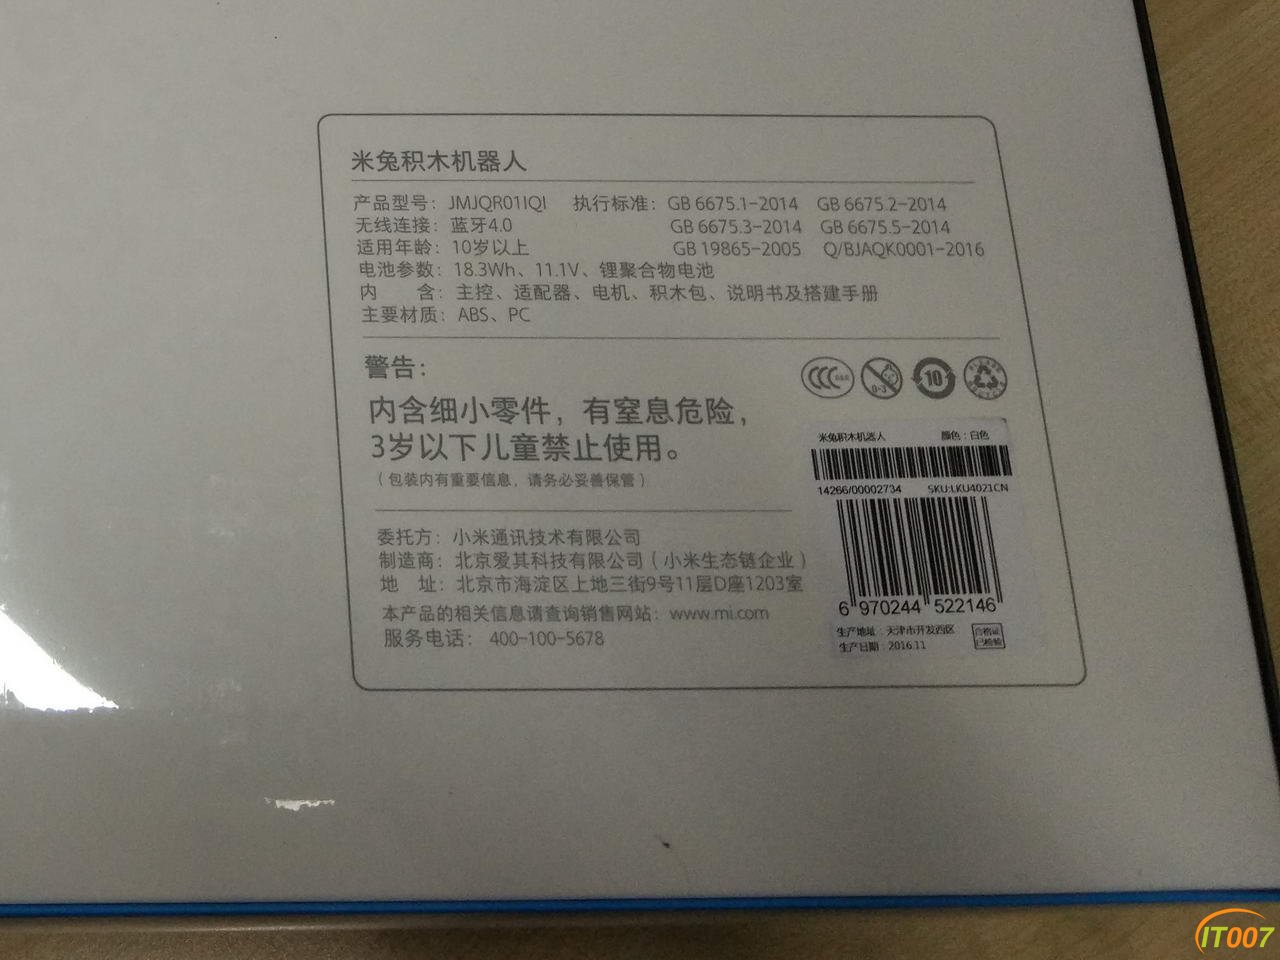 米兔积木机器人
产品型号：JMJQR01IQI 执行标准：GB 6675.1-2014 GB 6675.2-2014
无线连接：蓝牙4.0 GB 6675.3-2014 GB 6675.5-2014
适用年龄：10岁以上 GB 19865-2005 Q/BJAQK0001-2016
电池参数：18.3Wh、11.1V、锂聚合物电池
内 含：主控、适配器、电机、积木包、说明书及搭建手册
主要材质：ABS、PC
警告：
0-3
10
内含细小零件，有窒息危险，
3岁以下儿童禁止使用。
（包装内有重要信息，请务必妥善保管）
米兔积木机器人 颜色：白色
14266/00002734 SKU:LKU4021CN
6 970244 522146
生产地址：天津市开发西区
生产日期：2016.11
合格证
已检验
委托方：小米通讯技术有限公司
制造商：北京爱其科技有限公司（小米生态链企业）
地 址：北京市海淀区上地三街9号11层D座1203室
本产品的相关信息请查询销售网站：www.mi.com
服务电话：400-100-5678
IT007